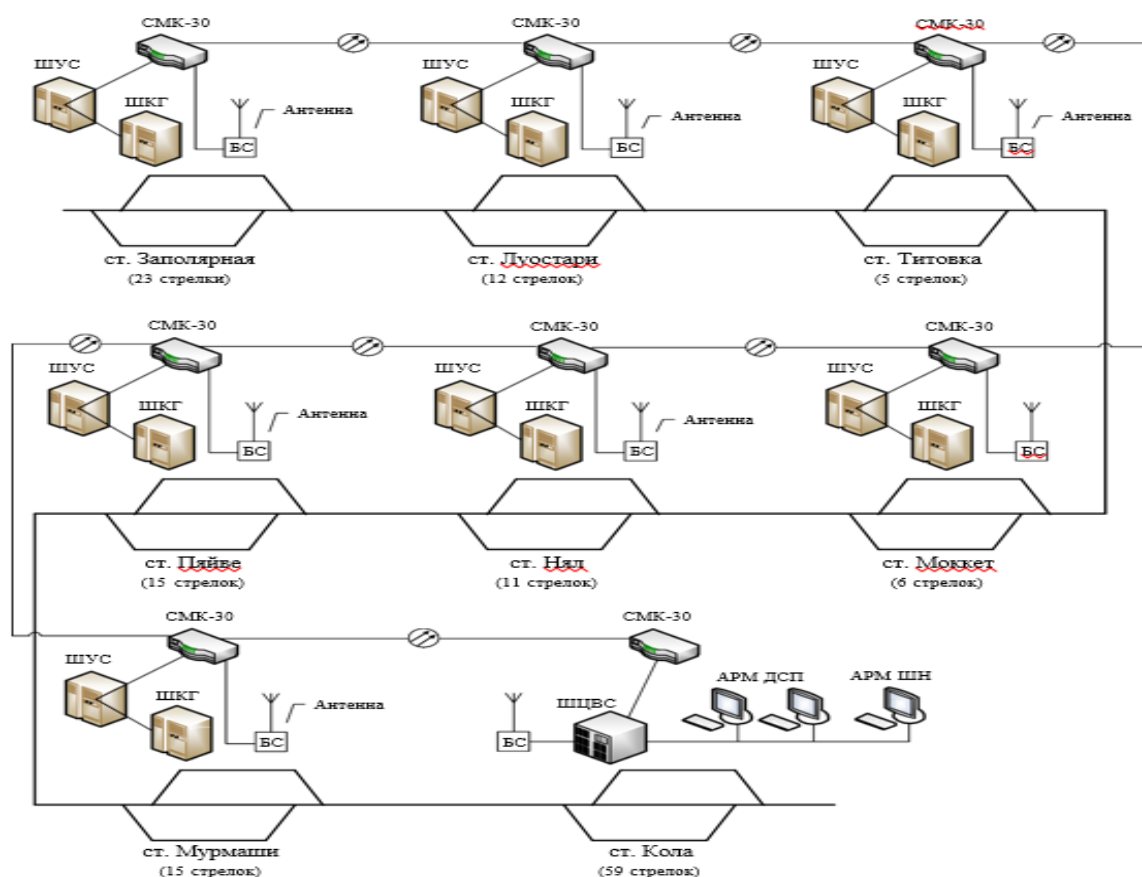 СМК-30
СМК-30
СМК-30
ШУС
ШКГ
Антенна
БС
ШУС
ШКГ
Антенна
БС
ШУС
ШКГ
Антенна
БС
ст. Заполярная
(23 стрелки)
ст. Луостари
(12 стрелок)
ст. Титовка
(5 стрелок)
СМК-30
СМК-30
СМК-30
ШУС
ШКГ
Антенна
БС
ШУС
ШКГ
Антенна
БС
ШУС
ШКГ
БС
ст. Пяйве
(15 стрелок)
ст. Нял
(11 стрелок)
ст. Моккет
(6 стрелок)
СМК-30
СМК-30
ШУС
ШКГ
Антенна
БС
БС
ШЦВС
АРМ ДСП
АРМ ШН
ст. Мурмаши
(15 стрелок)
ст. Кола
(59 стрелок)